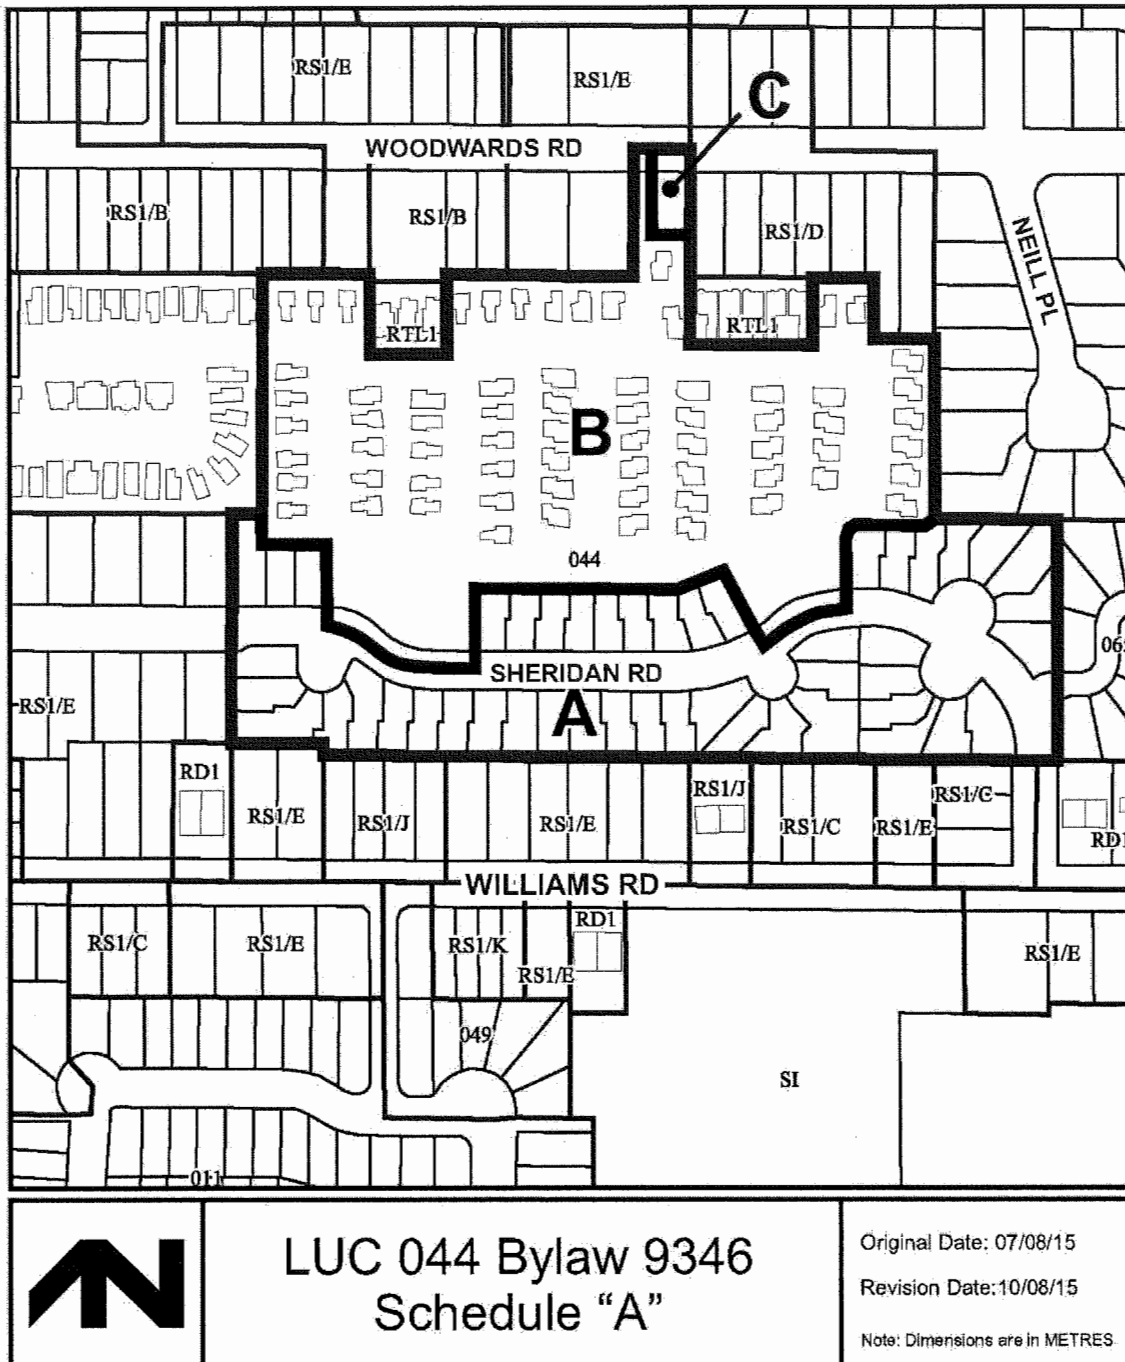 RS1/E
RS1/E
C
WOODWARDS RD
RS1/B
RS1/B
RS1/D
NEILL PL
RTL1
RTL1
B
044
SHERIDAN RD
A
RS1/E
RD1
RS1/E
RS1/J
RS1/E
RS1/J
RS1/C
RS1/E
RS1/C
WILLIAMS RD
RS1/C
RS1/E
RS1/K
RS1/E
RD1
RS1/E
049
SI
011
LUC 044 Bylaw 9346
Schedule “A”
Original Date: 07/08/15
Revision Date:10/08/15
Note: Dimensions are in METRES